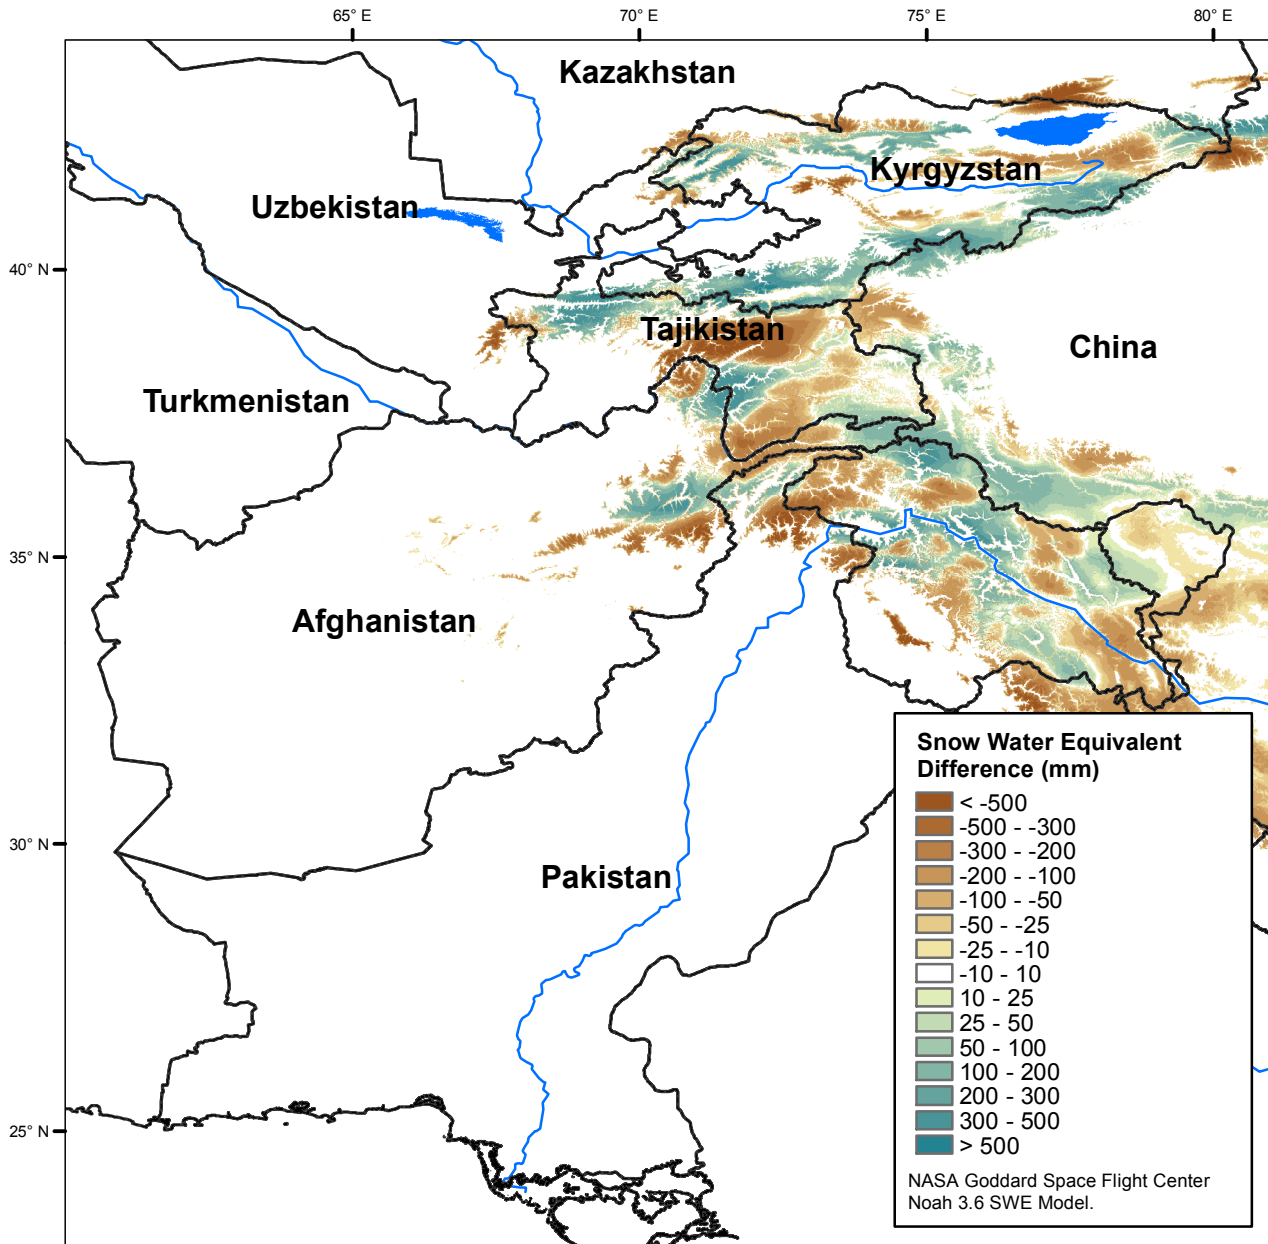 65° E
70° E
75° E
80° E
Kazakhstan
Kyrgyzstan
Uzbekistan
40° N
Tajikistan
China
Turkmenistan
35° N
Afghanistan
30° N
Pakistan
25° N
Snow Water Equivalent
Difference (mm)
< -500
-500 - -300
-300 - -200
-200 - -100
-100 - -50
-50 - -25
-25 - -10
-10 - 10
10 - 25
25 - 50
50 - 100
100 - 200
200 - 300
300 - 500
> 500
NASA Goddard Space Flight Center
Noah 3.6 SWE Model.